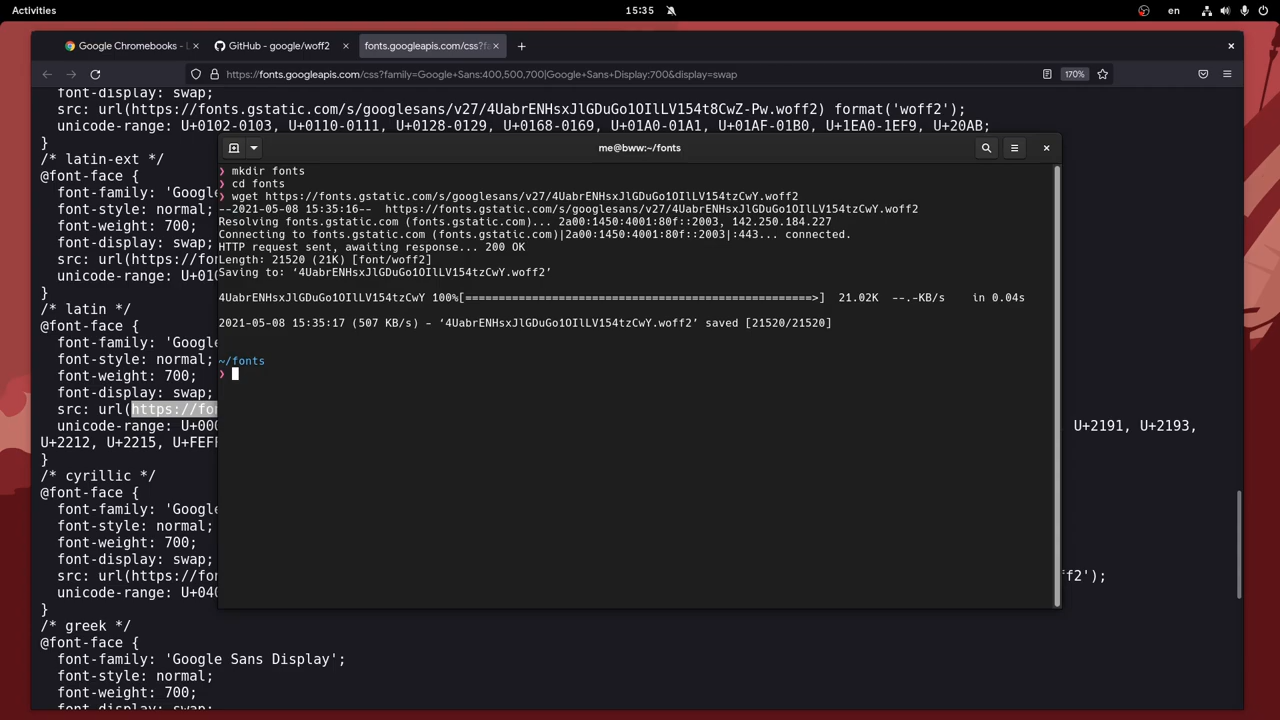 Activities
15:35
en
Google Chromebooks - L
GitHub - google/woff2
fonts.googleapis.com/css?fa
https://fonts.googleapis.com/css?family=Google+Sans:400,500,700|Google+Sans+Display:700&display=swap
170%
font-display: swap;
src: url(https://fonts.gstatic.com/s/googlesans/v27/4UabrENHsxJlGDuGo1OIlLV154t8CwZ-Pw.woff2) format('woff2');
unicode-range: U+0102-0103, U+0110-0111, U+0128-0129, U+0168-0169, U+01A0-01A1, U+01AF-01B0, U+1EA0-1EF9, U+20AB;
}
/* latin-ext */
@font-face {
font-family: 'Goog
font-style: normal;
font-weight: 700;
font-display: swap;
src: url(https://fo
unicode-range: U+01
}
/* latin */
@font-face {
font-family: 'Goog
font-style: normal;
font-weight: 700;
font-display: swap;
src: url(https://fo
unicode-range: U+000
U+2191, U+2193,
U+2212, U+2215, U+FEF
}
/* cyrillic */
@font-face {
font-family: 'Goog
font-style: normal;
font-weight: 700;
font-display: swap;
src: url(https://fo
ff2');
unicode-range: U+04
}
/* greek */
@font-face {
font-family: 'Google Sans Display';
font-style: normal;
font-weight: 700;
font-display: swap;
me@bww:~/fonts
❯ mkdir fonts
❯ cd fonts
❯ wget https://fonts.gstatic.com/s/googlesans/v27/4UabrENHsxJlGDuGo1OIlLV154tzCwY.woff2
--2021-05-08 15:35:16-- https://fonts.gstatic.com/s/googlesans/v27/4UabrENHsxJlGDuGo1OIlLV154tzCwY.woff2
Resolving fonts.gstatic.com (fonts.gstatic.com)... 2a00:1450:4001:80f::2003, 142.250.184.227
Connecting to fonts.gstatic.com (fonts.gstatic.com)|2a00:1450:4001:80f::2003|:443... connected.
HTTP request sent, awaiting response... 200 OK
Length: 21520 (21K) [font/woff2]
Saving to: ‘4UabrENHsxJlGDuGo1OIlLV154tzCwY.woff2’
4UabrENHsxJlGDuGo1OIlLV154tzCwY 100%[===================================================>] 21.02K --.-KB/s in 0.04s
2021-05-08 15:35:17 (507 KB/s) - ‘4UabrENHsxJlGDuGo1OIlLV154tzCwY.woff2’ saved [21520/21520]
~/fonts
❯